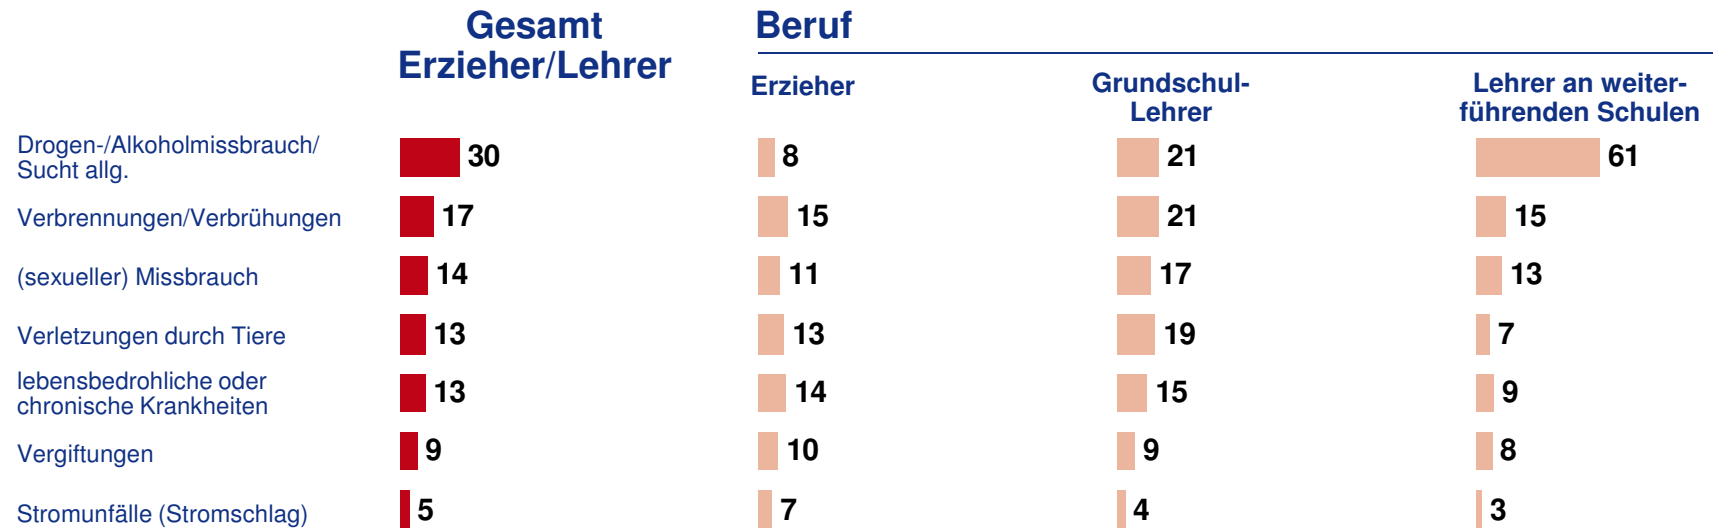 Gesamt
Erzieher/Lehrer
Beruf
Erzieher
Grundschul-
Lehrer
Lehrer an weiter-
führenden Schulen
Drogen-/Alkoholmissbrauch/
Sucht allg.
30
8
21
61
Verbrennungen/Verbrühungen
17
15
21
15
(sexueller) Missbrauch
14
11
17
13
Verletzungen durch Tiere
13
13
19
7
lebensbedrohliche oder
chronische Krankheiten
13
14
15
9
Vergiftungen
9
10
9
8
Stromunfälle (Stromschlag)
5
7
4
3